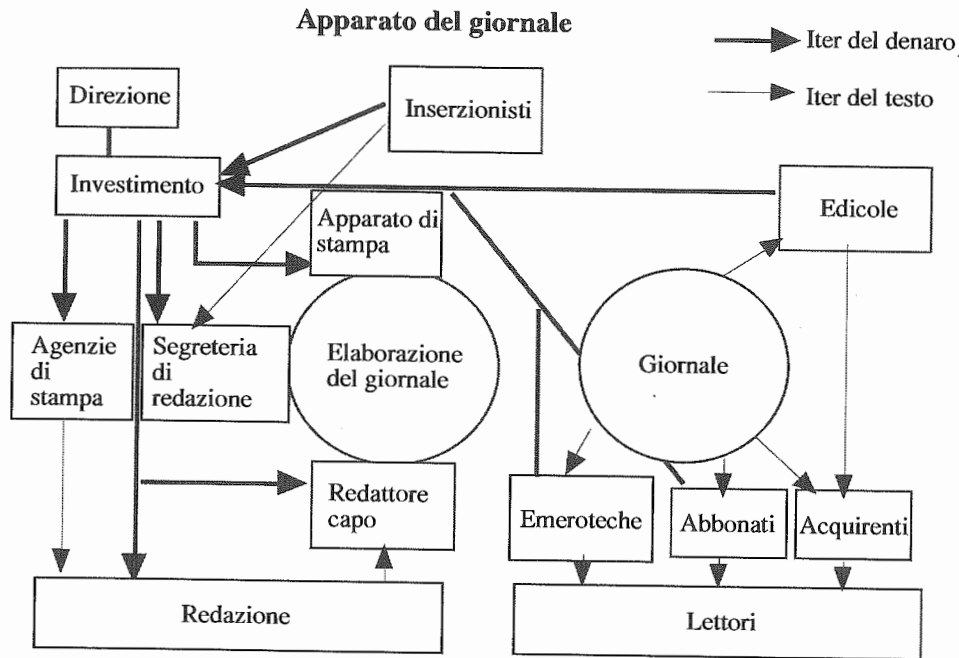 Apparato del giornale
Iter del denaro
Iter del testo
Direzione
Inserzionisti
Investimento
Edicole
Apparato di
stampa
Agenzie
di
stampa
Segreteria
di
redazione
Elaborazione
del giornale
Giornale
Redattore
capo
Emeroteche
Abbonati
Acquirenti
Redazione
Lettori